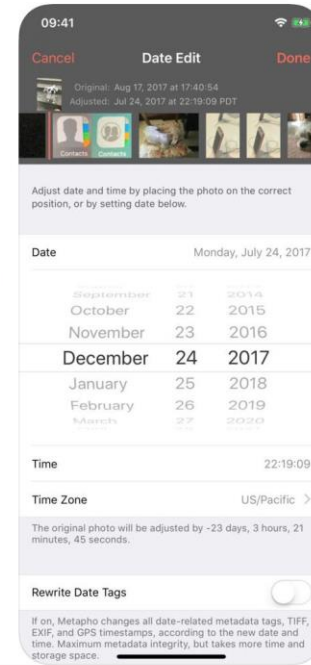 09:41
Cancel Date Edit Done
Original: Aug 17, 2017 at 17:40:54
Adjusted: Jul 24, 2017 at 22:19:09 PDT
Contacts Contacts
Adjust date and time by placing the photo on the correct
position, or by setting date below.
Date Monday, July 24, 2017
September 21 2014
October 22 2015
November 23 2016
December 24 2017
January 25 2018
February 26 2019
March 27 2020
Time 22:19:09
Time Zone US/Pacific >
The original photo will be adjusted by -23 days, 3 hours, 21
minutes, 45 seconds.
Rewrite Date Tags
If on, Metapho changes all date-related metadata tags, TIFF,
EXIF, and GPS timestamps, according to the new date and
time. Maximum metadata integrity, but takes more time and
storage space.